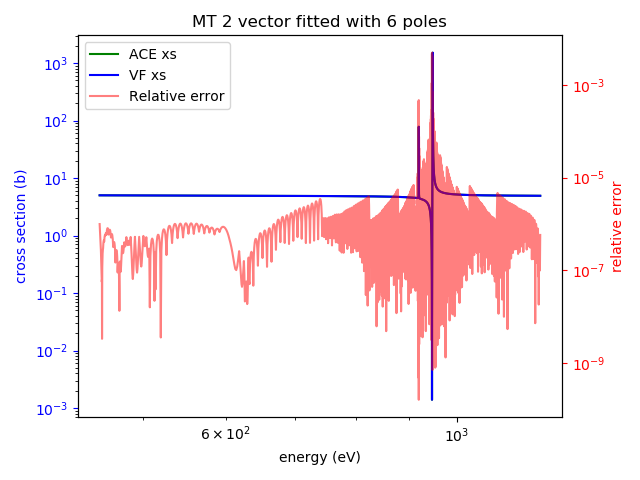 MT 2 vector fitted with 6 poles
ACE xs
VF xs
Relative error
cross section (b)
10³
10²
10¹
10⁰
10⁻¹
10⁻²
10⁻³
10⁻³
10⁻⁵
10⁻⁷
10⁻⁹
relative error
6 × 10²
10³
energy (eV)